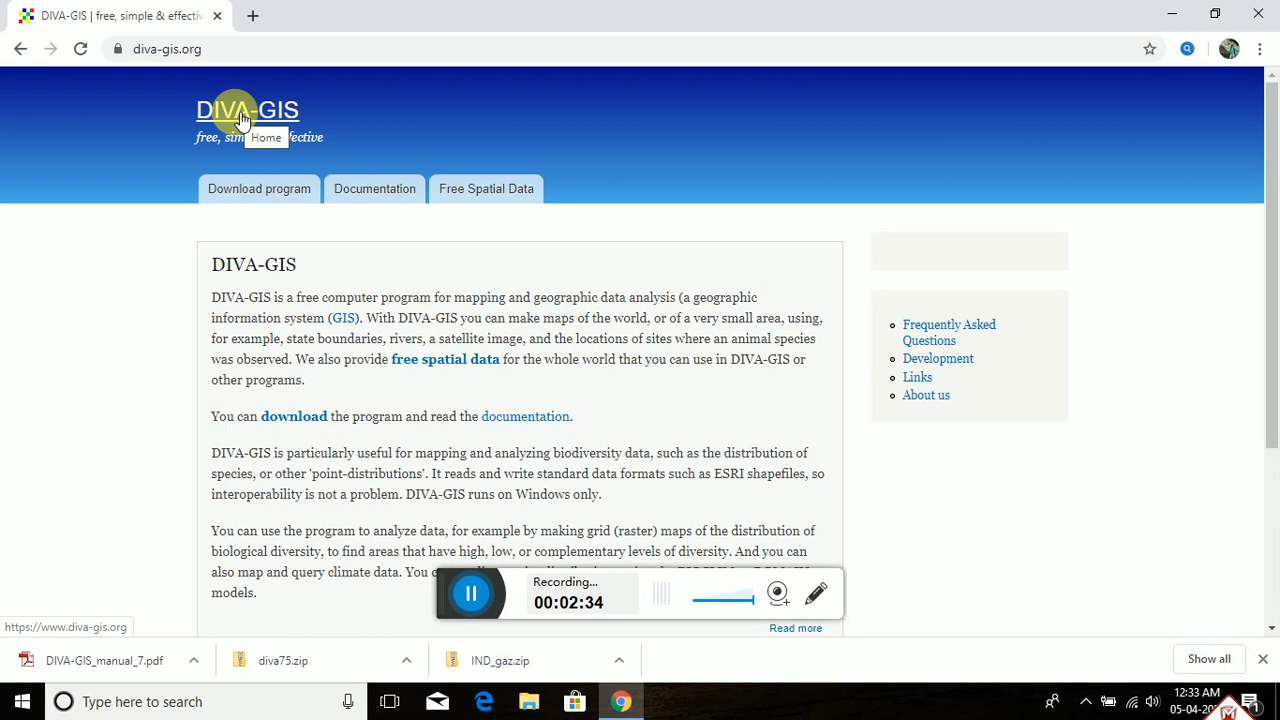 DIVA-GIS | free, simple & effectiv
diva-gis.org
DIVA-GIS
free, sim fective
Home
Download program
Documentation
Free Spatial Data
DIVA-GIS
DIVA-GIS is a free computer program for mapping and geographic data analysis (a geographic
information system (GIS). With DIVA-GIS you can make maps of the world, or of a very small area, using,
for example, state boundaries, rivers, a satellite image, and the locations of sites where an animal species
was observed. We also provide free spatial data for the whole world that you can use in DIVA-GIS or
other programs.
You can download the program and read the documentation.
DIVA-GIS is particularly useful for mapping and analyzing biodiversity data, such as the distribution of
species, or other 'point-distributions'. It reads and write standard data formats such as ESRI shapefiles, so
interoperability is not a problem. DIVA-GIS runs on Windows only.
You can use the program to analyze data, for example by making grid (raster) maps of the distribution of
biological diversity, to find areas that have high, low, or complementary levels of diversity. And you can
also map and query climate data. You c
models.
Read more
Frequently Asked
Questions
Development
Links
About us
Recording...
00:02:34
https://www.diva-gis.org
DIVA-GIS_manual_7.pdf
diva75.zip
IND_gaz.zip
Show all
Type here to search
12:33 AM
05-04-2
1